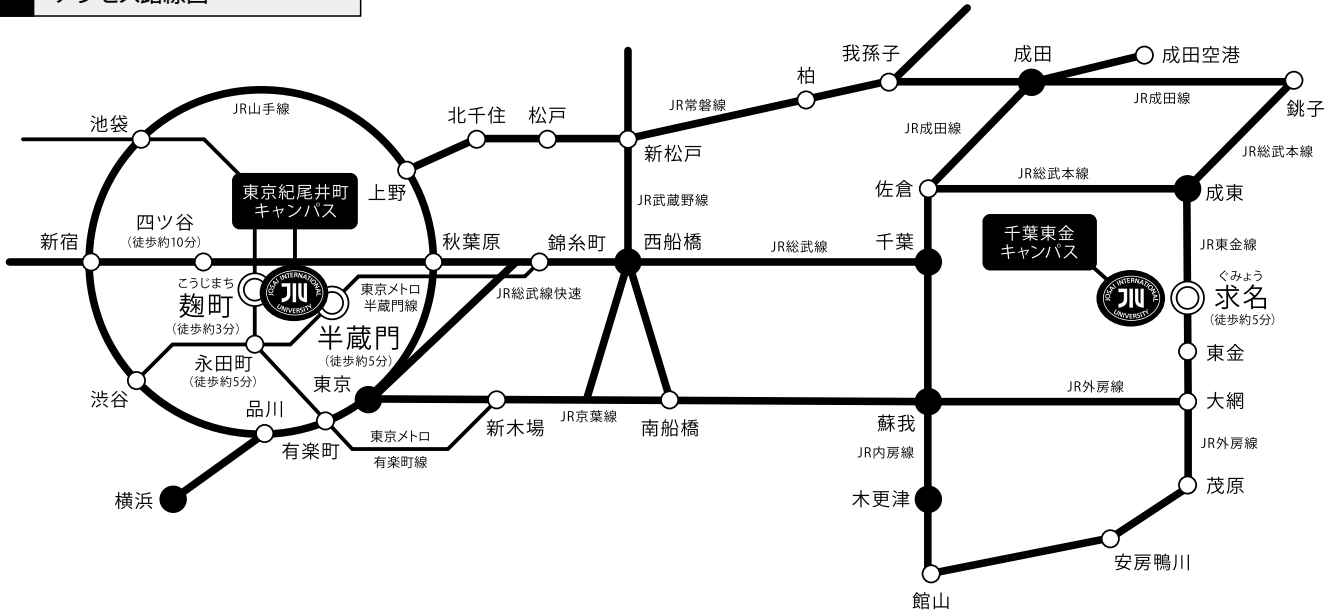 アクセス路線図
我孫子
成田
成田空港
柏
JR常磐線
JR成田線
銚子
JR山手線
北千住
松戸
池袋
新松戸
JR成田線
JR総武本線
上野
東京紀尾井町
キャンパス
佐倉
JR総武本線
成東
JR武蔵野線
四ツ谷
(徒歩約10分)
新宿
秋葉原
錦糸町
西船橋
JR総武線
千葉
千葉東金
キャンパス
JR東金線
こうじまち
麹町
(徒歩約3分)
JOSAI INTERNATIONAL
JIU
UNIVERSITY
東京メトロ
半蔵門線
JR総武線快速
半蔵門
(徒歩約5分)
JOSAI INTERNATIONAL
JIU
UNIVERSITY
ぐみょう
求名
(徒歩約5分)
永田町
(徒歩約5分)
東京
東金
渋谷
品川
有楽町
東京メトロ
有楽町線
新木場
JR京葉線
南船橋
蘇我
JR外房線
大網
JR内房線
JR外房線
横浜
木更津
茂原
安房鴨川
館山